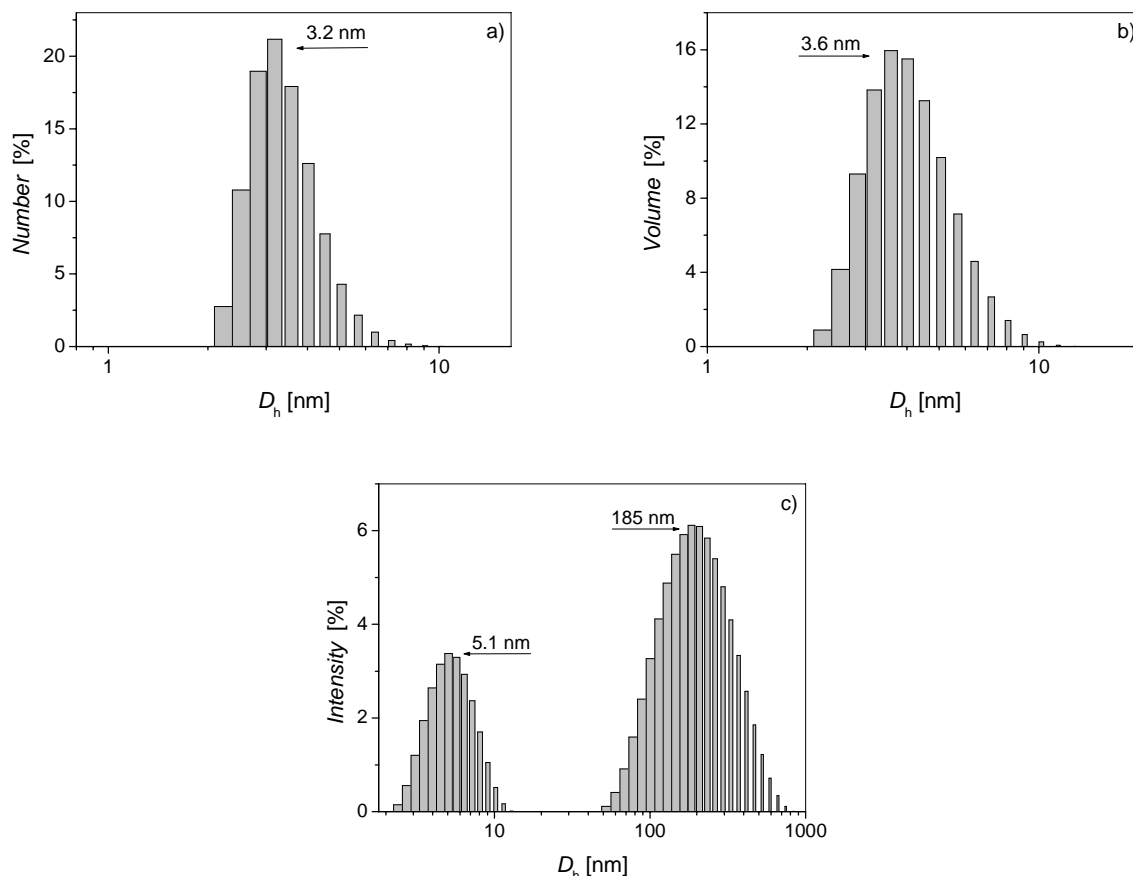 a)
3.2 nm
20
15
10
5
0
Number [%]
1
10
D_h [nm]
b)
3.6 nm
16
12
8
4
0
Volume [%]
1
10
D_h [nm]
c)
185 nm
5.1 nm
6
4
2
0
Intensity [%]
10
100
1000
D_h [nm]